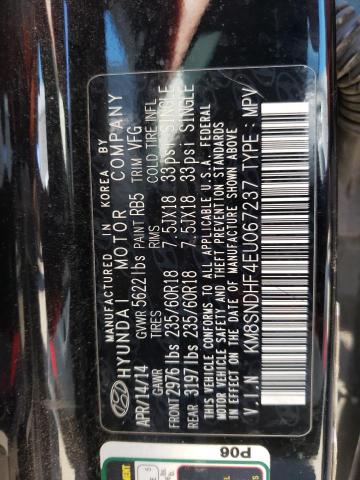 MANUFACTURED IN KOREA BY
HYUNDAI MOTOR COMPANY
APR/14/14 GVWR 5622 lbs PAINT RB5 TRIM VFG
GAWR TIRES RIMS COLD TIRE INFL
FRONT 2976 lbs 235/60R18 7.5JX18 33psi SINGLE
REAR 3197 lbs 235/60R18 7.5JX18 33psi SINGLE
THIS VEHICLE CONFORMS TO ALL APPLICABLE U.S.A. FEDERAL
MOTOR VEHICLE SAFETY AND THEFT PREVENTION STANDARDS
IN EFFECT ON THE DATE OF MANUFACTURE SHOWN ABOVE.
V.I.N : KM8SNDHF4EU067237 TYPE : MPV
P06